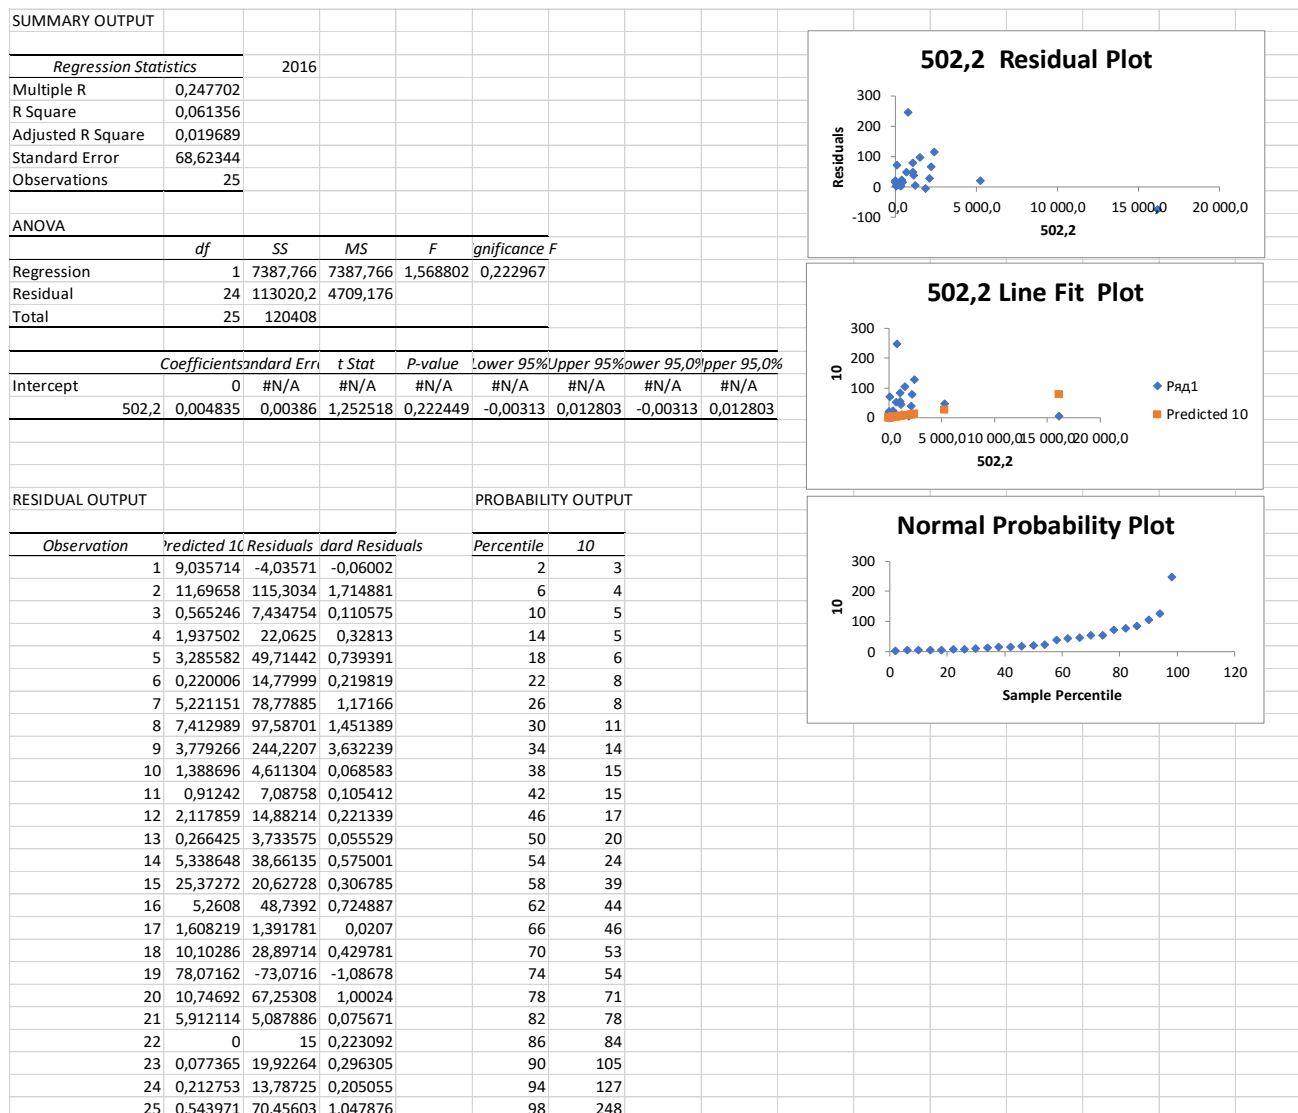 SUMMARY OUTPUT
Regression Statistics 2016
Multiple R 0,247702
R Square 0,061356
Adjusted R Square 0,019689
Standard Error 68,62344
Observations 25
ANOVA
df SS MS F gnificance F
Regression 1 7387,766 7387,766 1,568802 0,222967
Residual 24 113020,2 4709,176
Total 25 120408
Coefficients andard Erro t Stat P-value Lower 95% Upper 95% ower 95,0% pper 95,0%
Intercept 0 #N/A #N/A #N/A #N/A #N/A #N/A #N/A
502,2 0,004835 0,00386 1,252518 0,222449 -0,00313 0,012803 -0,00313 0,012803
RESIDUAL OUTPUT PROBABILITY OUTPUT
Observation Predicted 10 Residuals dard Residuals Percentile 10
1 9,035714 -4,03571 -0,06002 2 3
2 11,69658 115,3034 1,714881 6 4
3 0,565246 7,434754 0,110575 10 5
4 1,937502 22,0625 0,32813 14 5
5 3,285582 49,71442 0,739391 18 6
6 0,220006 14,77999 0,219819 22 8
7 5,221151 78,77885 1,17166 26 8
8 7,412989 97,58701 1,451389 30 11
9 3,779266 244,2207 3,632239 34 14
10 1,388696 4,611304 0,068583 38 15
11 0,91242 7,08758 0,105412 42 15
12 2,117859 14,88214 0,221339 46 17
13 0,266425 3,733575 0,055529 50 20
14 5,338648 38,66135 0,575001 54 24
15 25,37272 20,62728 0,306785 58 39
16 5,2608 48,7392 0,724887 62 44
17 1,608219 1,391781 0,0207 66 46
18 10,10286 28,89714 0,429781 70 53
19 78,07162 -73,0716 -1,08678 74 54
20 10,74692 67,25308 1,00024 78 71
21 5,912114 5,087886 0,075671 82 78
22 0 15 0,223092 86 84
23 0,077365 19,92264 0,296305 90 105
24 0,212753 13,78725 0,205055 94 127
25 0,543971 70,45603 1,047876 98 248
502,2 Residual Plot
300
200
100
0
-100
Residuals
0,0 5 000,0 10 000,0 15 000,0 20 000,0
502,2
502,2 Line Fit Plot
300
200
100
0
10
0,0 5 000,0 10 000,0 15 000,0 20 000,0
502,2
Ряд1
Predicted 10
Normal Probability Plot
300
200
100
0
10
0 20 40 60 80 100 120
Sample Percentile